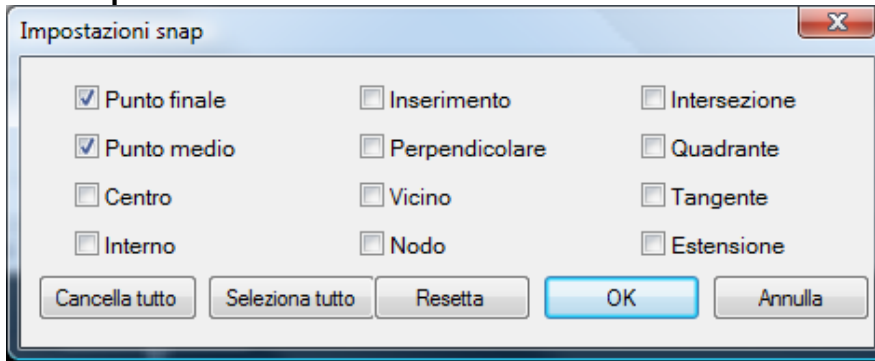 Impostazioni snap
Punto finale Inserimento Intersezione
Punto medio Perpendicolare Quadrante
Centro Vicino Tangente
Interno Nodo Estensione
Cancella tutto Seleziona tutto Resetta OK Annulla